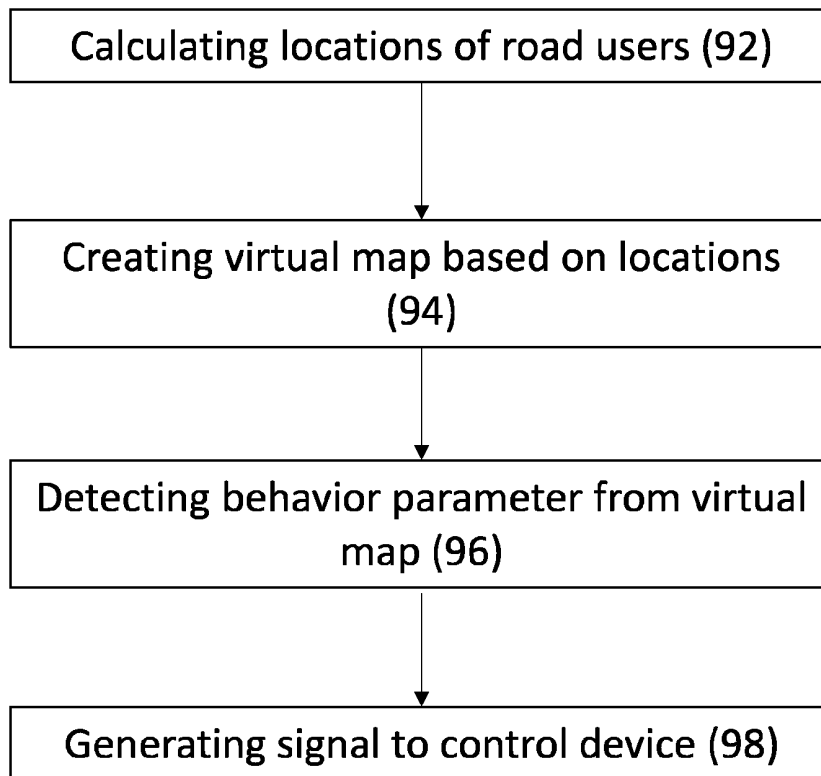 Calculating locations of road users (92)
Creating virtual map based on locations
(94)
Detecting behavior parameter from virtual
map (96)
Generating signal to control device (98)